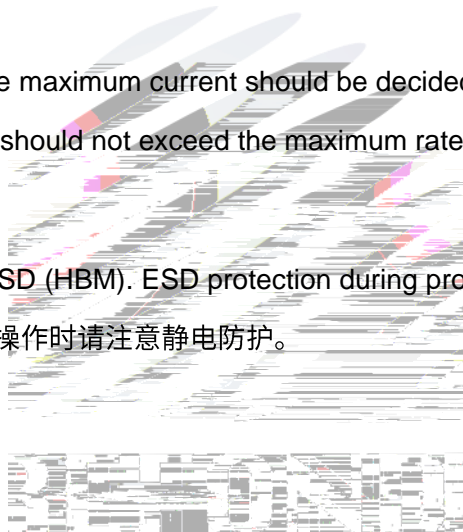 e maximum current should be decided
should not exceed the maximum rate
SD (HBM). ESD protection during pro
操作时请注意静电防护。